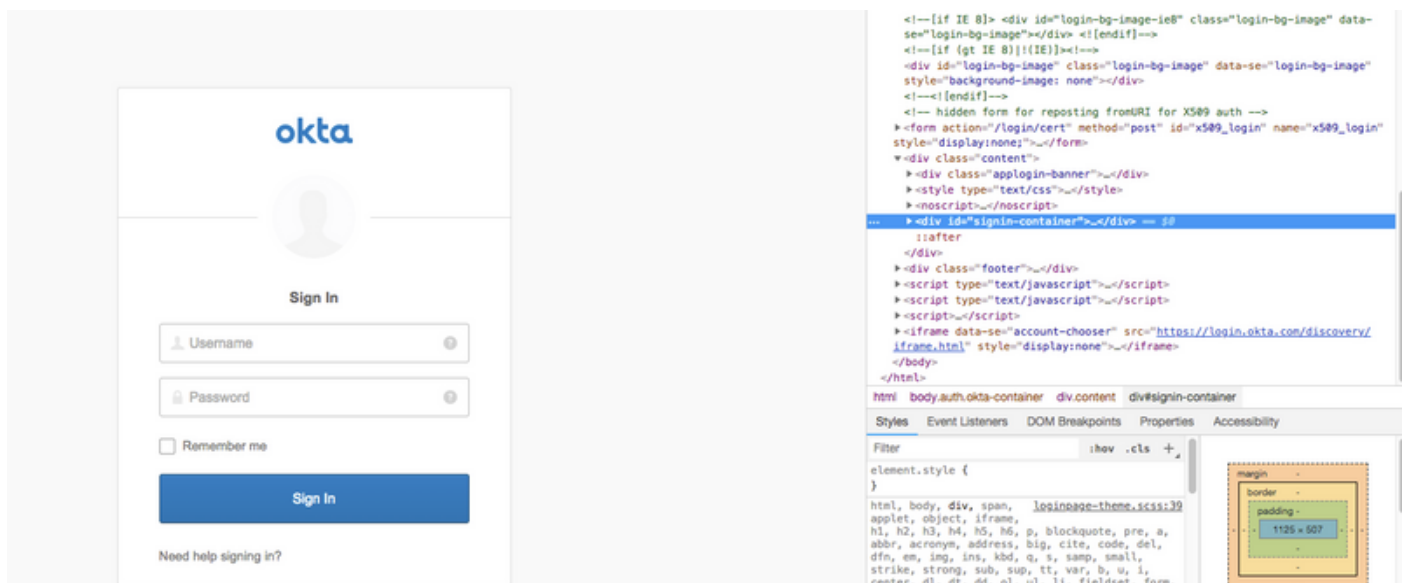 okta
Sign In
Username
Password
Remember me
Sign In
Need help signing in?
<!--[if IE 8]> <div id="login-bg-image-ie8" class="login-bg-image" data-
se="login-bg-image"></div> <![endif]-->
<!--[if (gt IE 8)|!(IE)]><!-->
<div id="login-bg-image" class="login-bg-image" data-se="login-bg-image"
style="background-image: none"></div>
<!--<![endif]-->
<!-- hidden form for reposting fromURI for X509 auth -->
▶<form action="/login/cert" method="post" id="x509_login" name="x509_login"
style="display:none;">…</form>
▼<div class="content">
▶<div class="applogin-banner">…</div>
▶<style type="text/css">…</style>
▶<noscript>…</noscript>
… ▶<div id="signin-container">…</div> == $0
::after
</div>
▶<div class="footer">…</div>
▶<script type="text/javascript">…</script>
▶<script type="text/javascript">…</script>
▶<script>…</script>
▶<iframe data-se="account-chooser" src="https://login.okta.com/discovery/
iframe.html" style="display:none">…</iframe>
</body>
</html>
html body.auth.okta-container div.content div#signin-container
Styles Event Listeners DOM Breakpoints Properties Accessibility
Filter :hov .cls +
element.style {
}
html, body, div, span, loginpage-theme.scss:39
applet, object, iframe,
h1, h2, h3, h4, h5, h6, p, blockquote, pre, a,
abbr, acronym, address, big, cite, code, del,
dfn, em, img, ins, kbd, q, s, samp, small,
strike, strong, sub, sup, tt, var, b, u, i,
center, dl, dt, dd, ol, ul, li, fieldset, form,
margin -
border -
padding -
1125 × 507